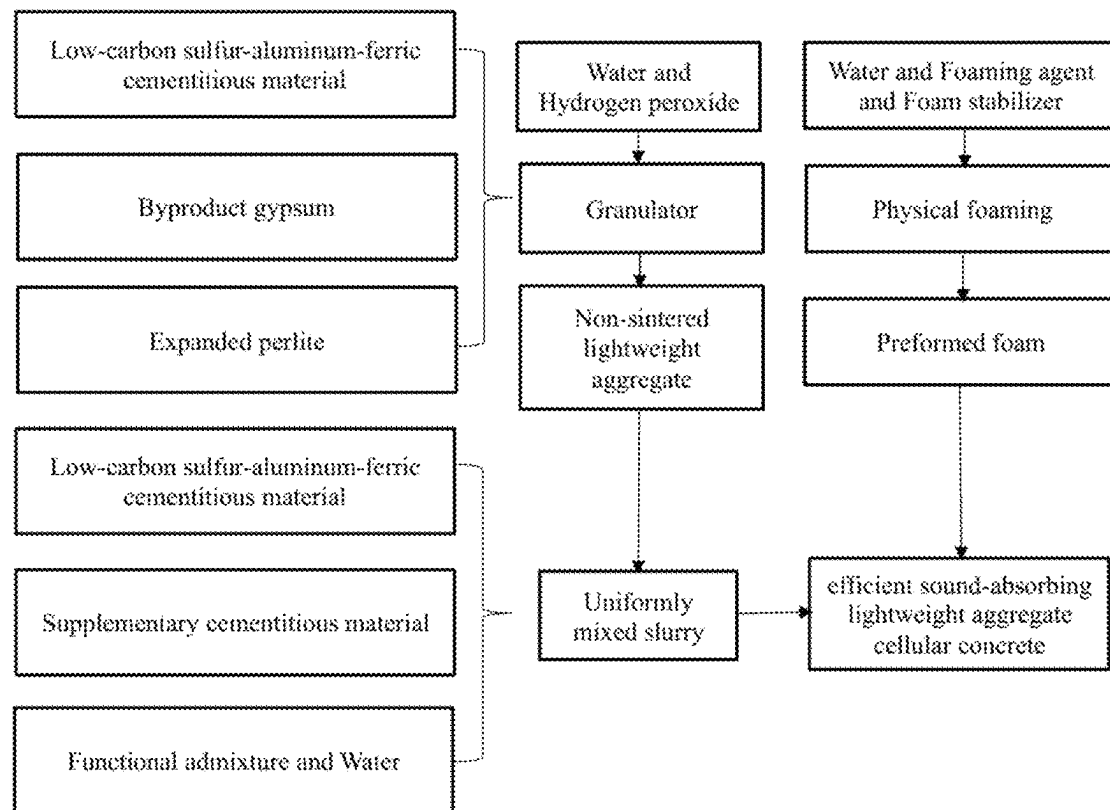 Low-carbon sulfur-aluminum-ferric
cementitious material
Byproduct gypsum
Expanded perlite
Water and
Hydrogen peroxide
Granulator
Non-sintered
lightweight
aggregate
Water and Foaming agent
and Foam stabilizer
Physical foaming
Preformed foam
Low-carbon sulfur-aluminum-ferric
cementitious material
Supplementary cementitious material
Functional admixture and Water
Uniformly
mixed slurry
efficient sound-absorbing
lightweight aggregate
cellular concrete